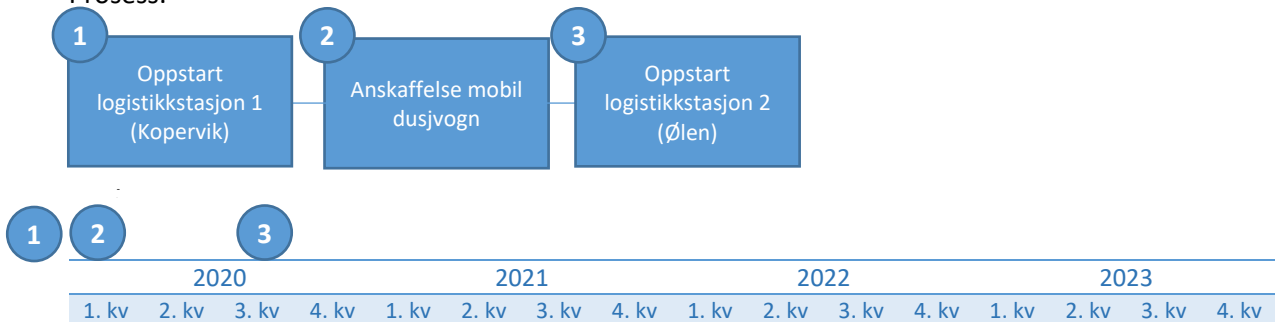 Prosess:
1
2
3
Oppstart
logistikkstasjon 1
(Kopervik)
Anskaffelse mobil
dusjvogn
Oppstart
logistikkstasjon 2
(Ølen)
1 2 3
2020 2021 2022 2023
1. kv 2. kv 3. kv 4. kv 1. kv 2. kv 3. kv 4. kv 1. kv 2. kv 3. kv 4. kv 1. kv 2. kv 3. kv 4. kv